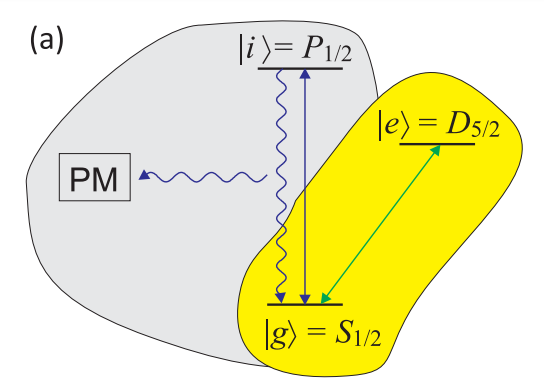 (a)
|i⟩= P1/2
|e⟩ = D5/2
PM
|g⟩ = S1/2